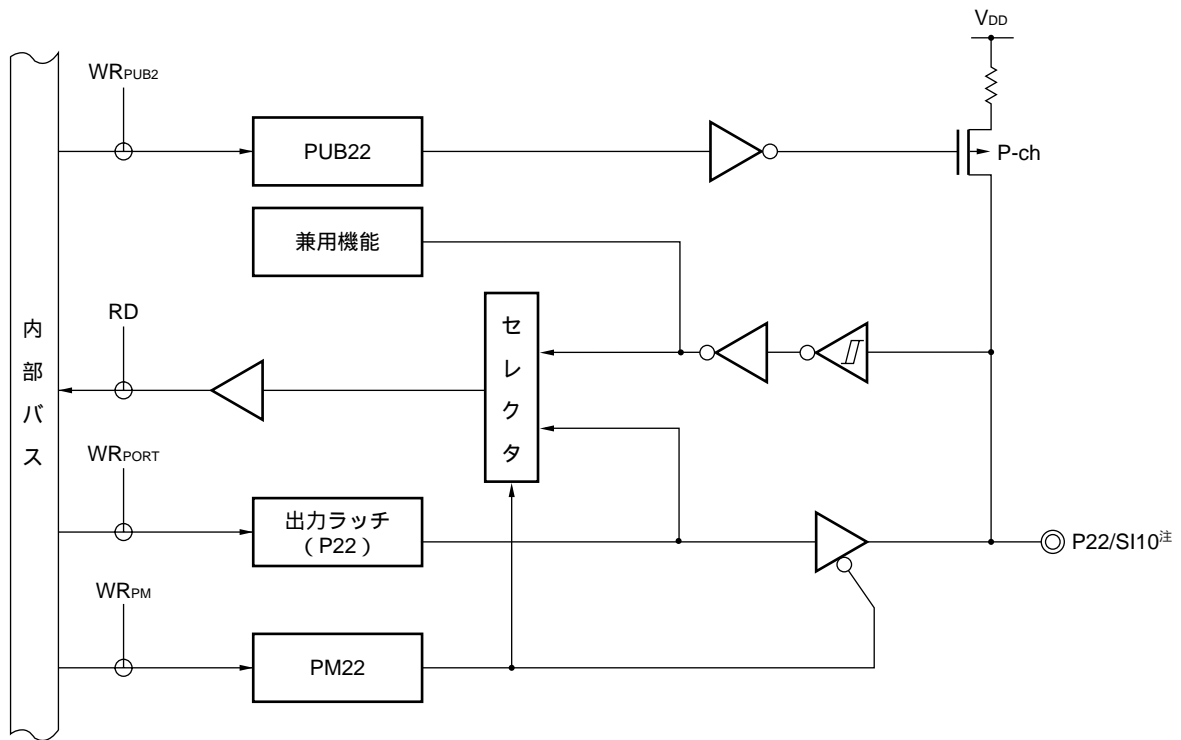 VDD
WRPUB2
PUB22
P-ch
兼用機能
RD
セレクタ
内部バス
WRPORT
出力ラッチ
（P22）
P22/SI10注
WRPM
PM22